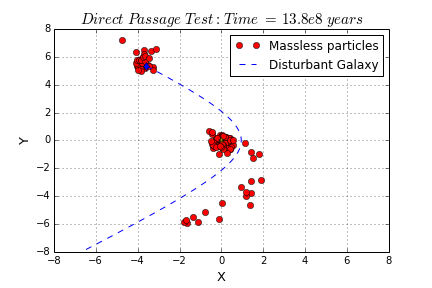 Direct Passage Test : Time = 13.8e8 years
Massless particles
Disturbant Galaxy
Y
8
6
4
2
0
−2
−4
−6
−8
−8 −6 −4 −2 0 2 4 6 8
X